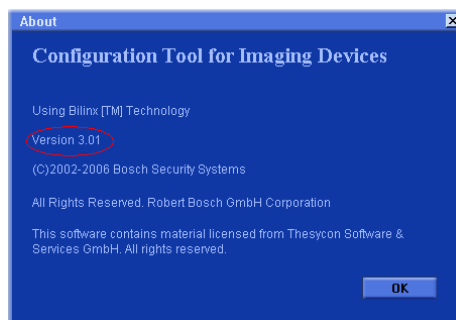 About
Configuration Tool for Imaging Devices
Using Bilinx [TM] Technology
Version 3.01
(C)2002-2006 Bosch Security Systems
All Rights Reserved. Robert Bosch GmbH Corporation
This software contains material licensed from Thesycon Software &
Services GmbH. All rights reserved.
OK